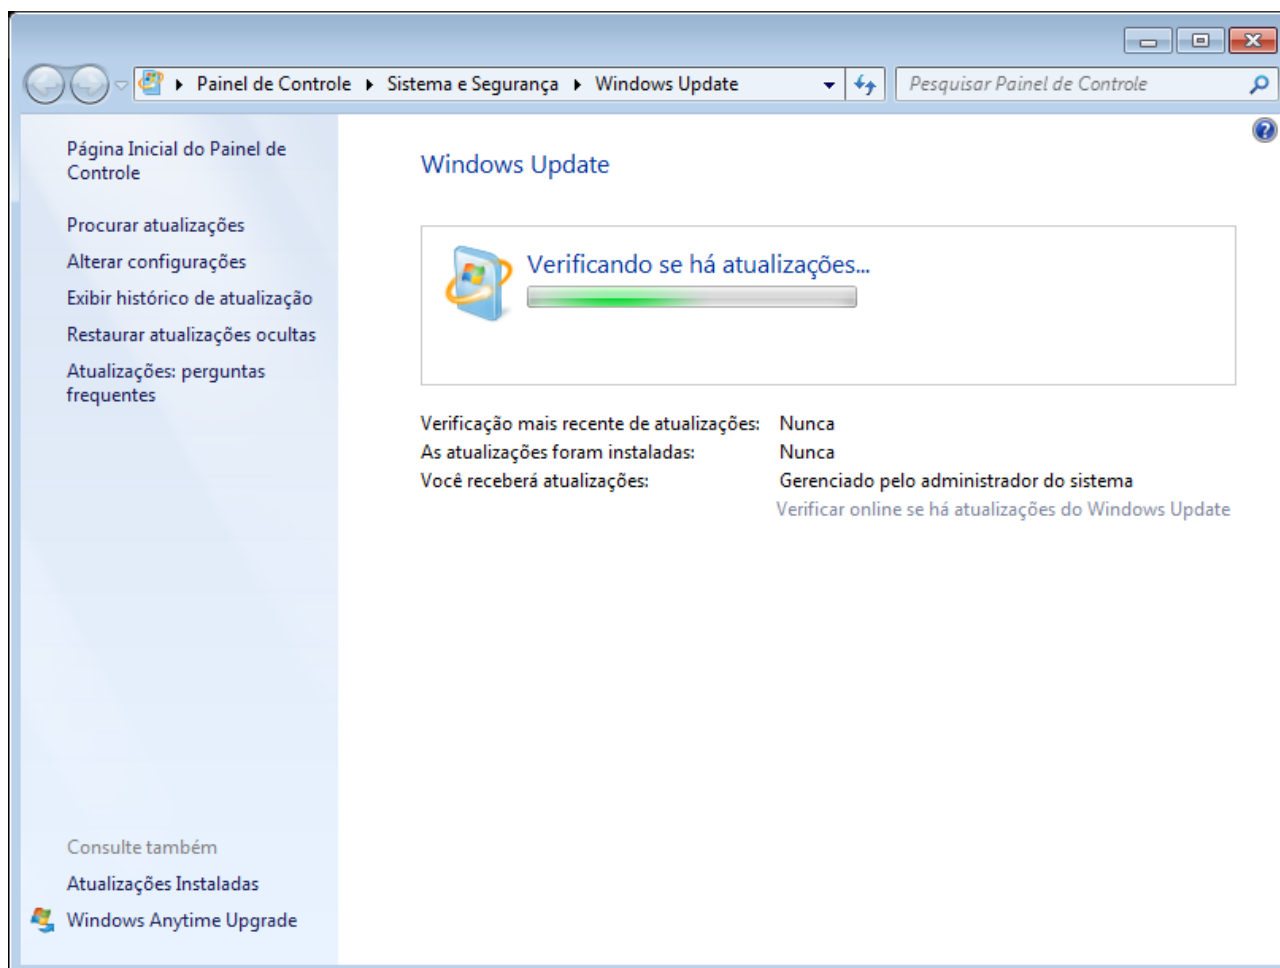 Painel de Controle Sistema e Segurança Windows Update
Pesquisar Painel de Controle
Página Inicial do Painel de
Controle
Procurar atualizações
Alterar configurações
Exibir histórico de atualização
Restaurar atualizações ocultas
Atualizações: perguntas
frequentes
Windows Update
Verificando se há atualizações...
Verificação mais recente de atualizações: Nunca
As atualizações foram instaladas: Nunca
Você receberá atualizações: Gerenciado pelo administrador do sistema
Verificar online se há atualizações do Windows Update
Consulte também
Atualizações Instaladas
Windows Anytime Upgrade